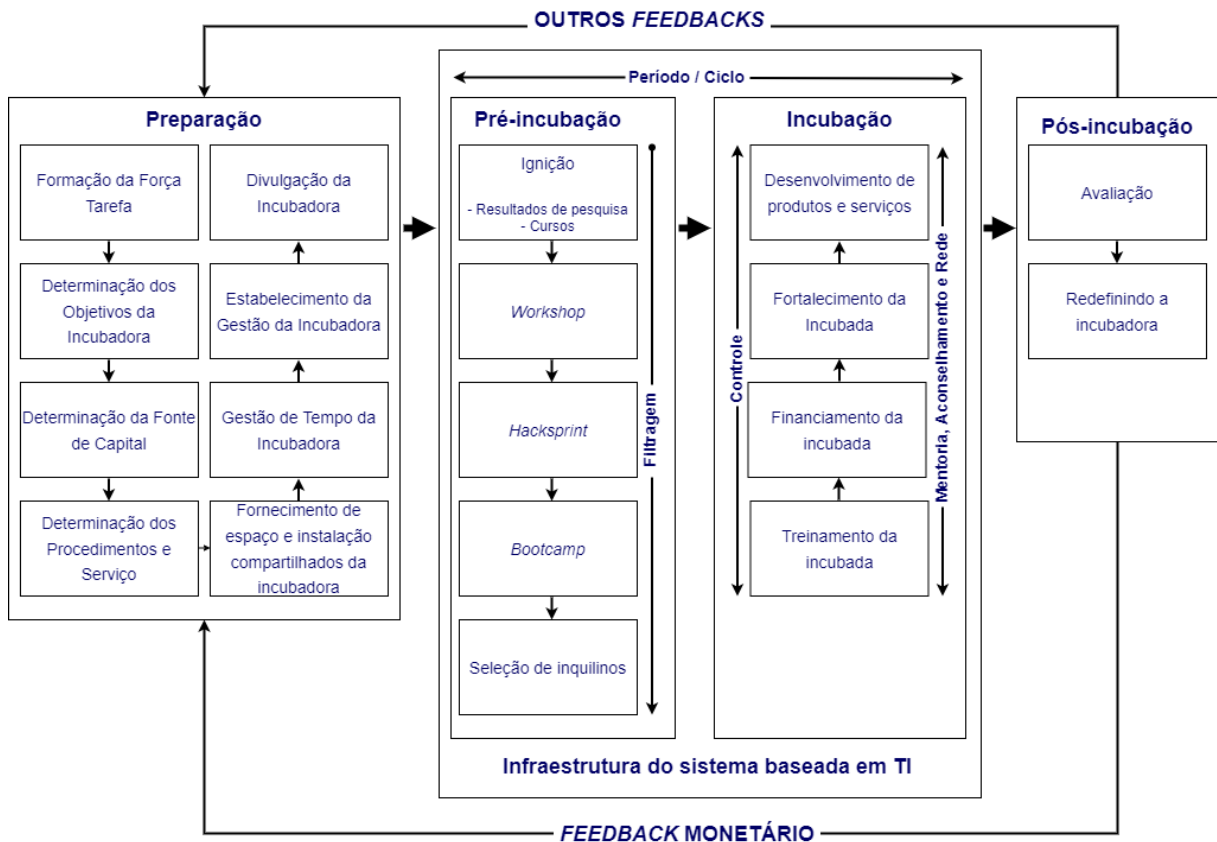 OUTROS FEEDBACKS
Período / Ciclo
Preparação
Formação da Força
Tarefa
Determinação dos
Objetivos da
Incubadora
Determinação da Fonte
de Capital
Determinação dos
Procedimentos e
Serviço
Divulgação da
Incubadora
Estabelecimento da
Gestão da Incubadora
Gestão de Tempo da
Incubadora
Fornecimento de
espaço e instalação
compartilhados da
incubadora
Pré-incubação
Ignição
- Resultados de pesquisa
- Cursos
Workshop
Hacksprint
Bootcamp
Seleção de inquilinos
Filtragem
Incubação
Controle
Desenvolvimento de
produtos e serviços
Fortalecimento da
Incubada
Financiamento da
incubada
Treinamento da
incubada
Mentoria, Aconselhamento e Rede
Pós-incubação
Avaliação
Redefinindo a
incubadora
Infraestrutura do sistema baseada em TI
FEEDBACK MONETÁRIO